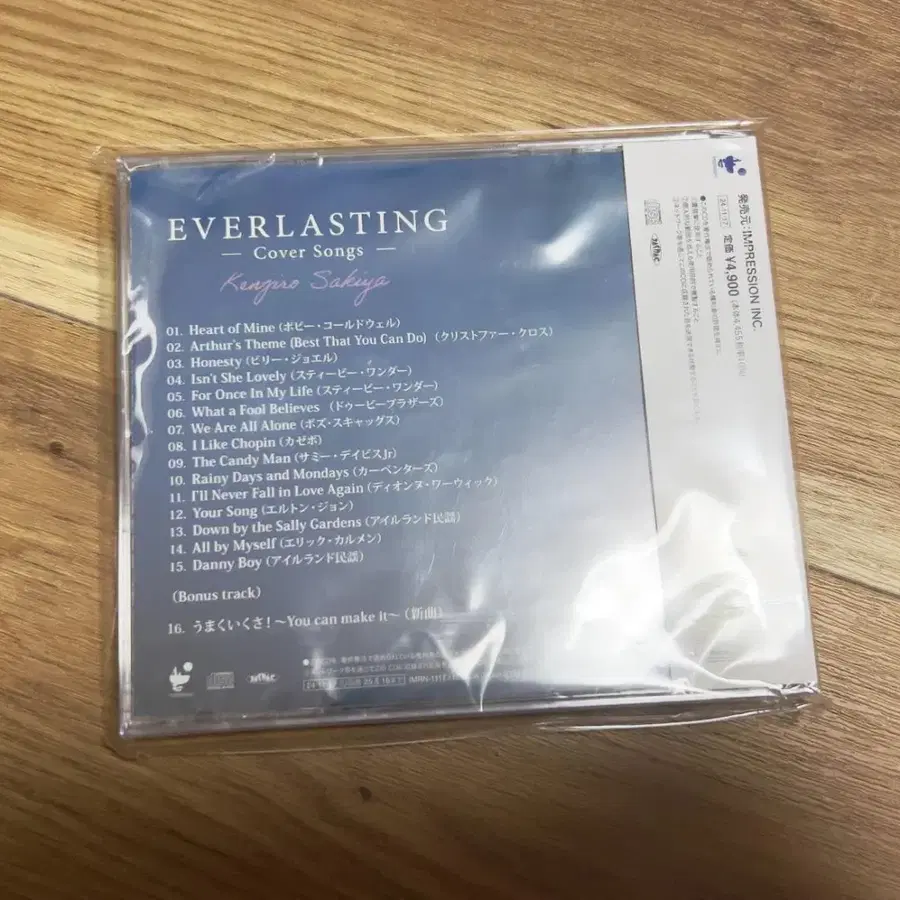 EVERLASTING
— Cover Songs —
Kenjiro Sakiya
01. Heart of Mine (ボビー・コールドウェル)
02. Arthur's Theme (Best That You Can Do) (クリストファー・クロス)
03. Honesty (ビリー・ジョエル)
04. Isn't She Lovely (スティービー・ワンダー)
05. For Once In My Life (スティービー・ワンダー)
06. What a Fool Believes (ドゥービーブラザーズ)
07. We Are All Alone (ボズ・スキャッグス)
08. I Like Chopin (カゼボ)
09. The Candy Man (サミー・デイビスJr)
10. Rainy Days and Mondays (カーペンターズ)
11. I'll Never Fall in Love Again (ディオンヌ・ワーウィック)
12. Your Song (エルトン・ジョン)
13. Down by the Sally Gardens (アイルランド民謡)
14. All by Myself (エリック・カルメン)
15. Danny Boy (アイルランド民謡)
(Bonus track)
16. うまくいくさ！〜You can make it〜 (新曲)
発売元:IMPRESSION INC.
24.11.17 定価 ¥4,900